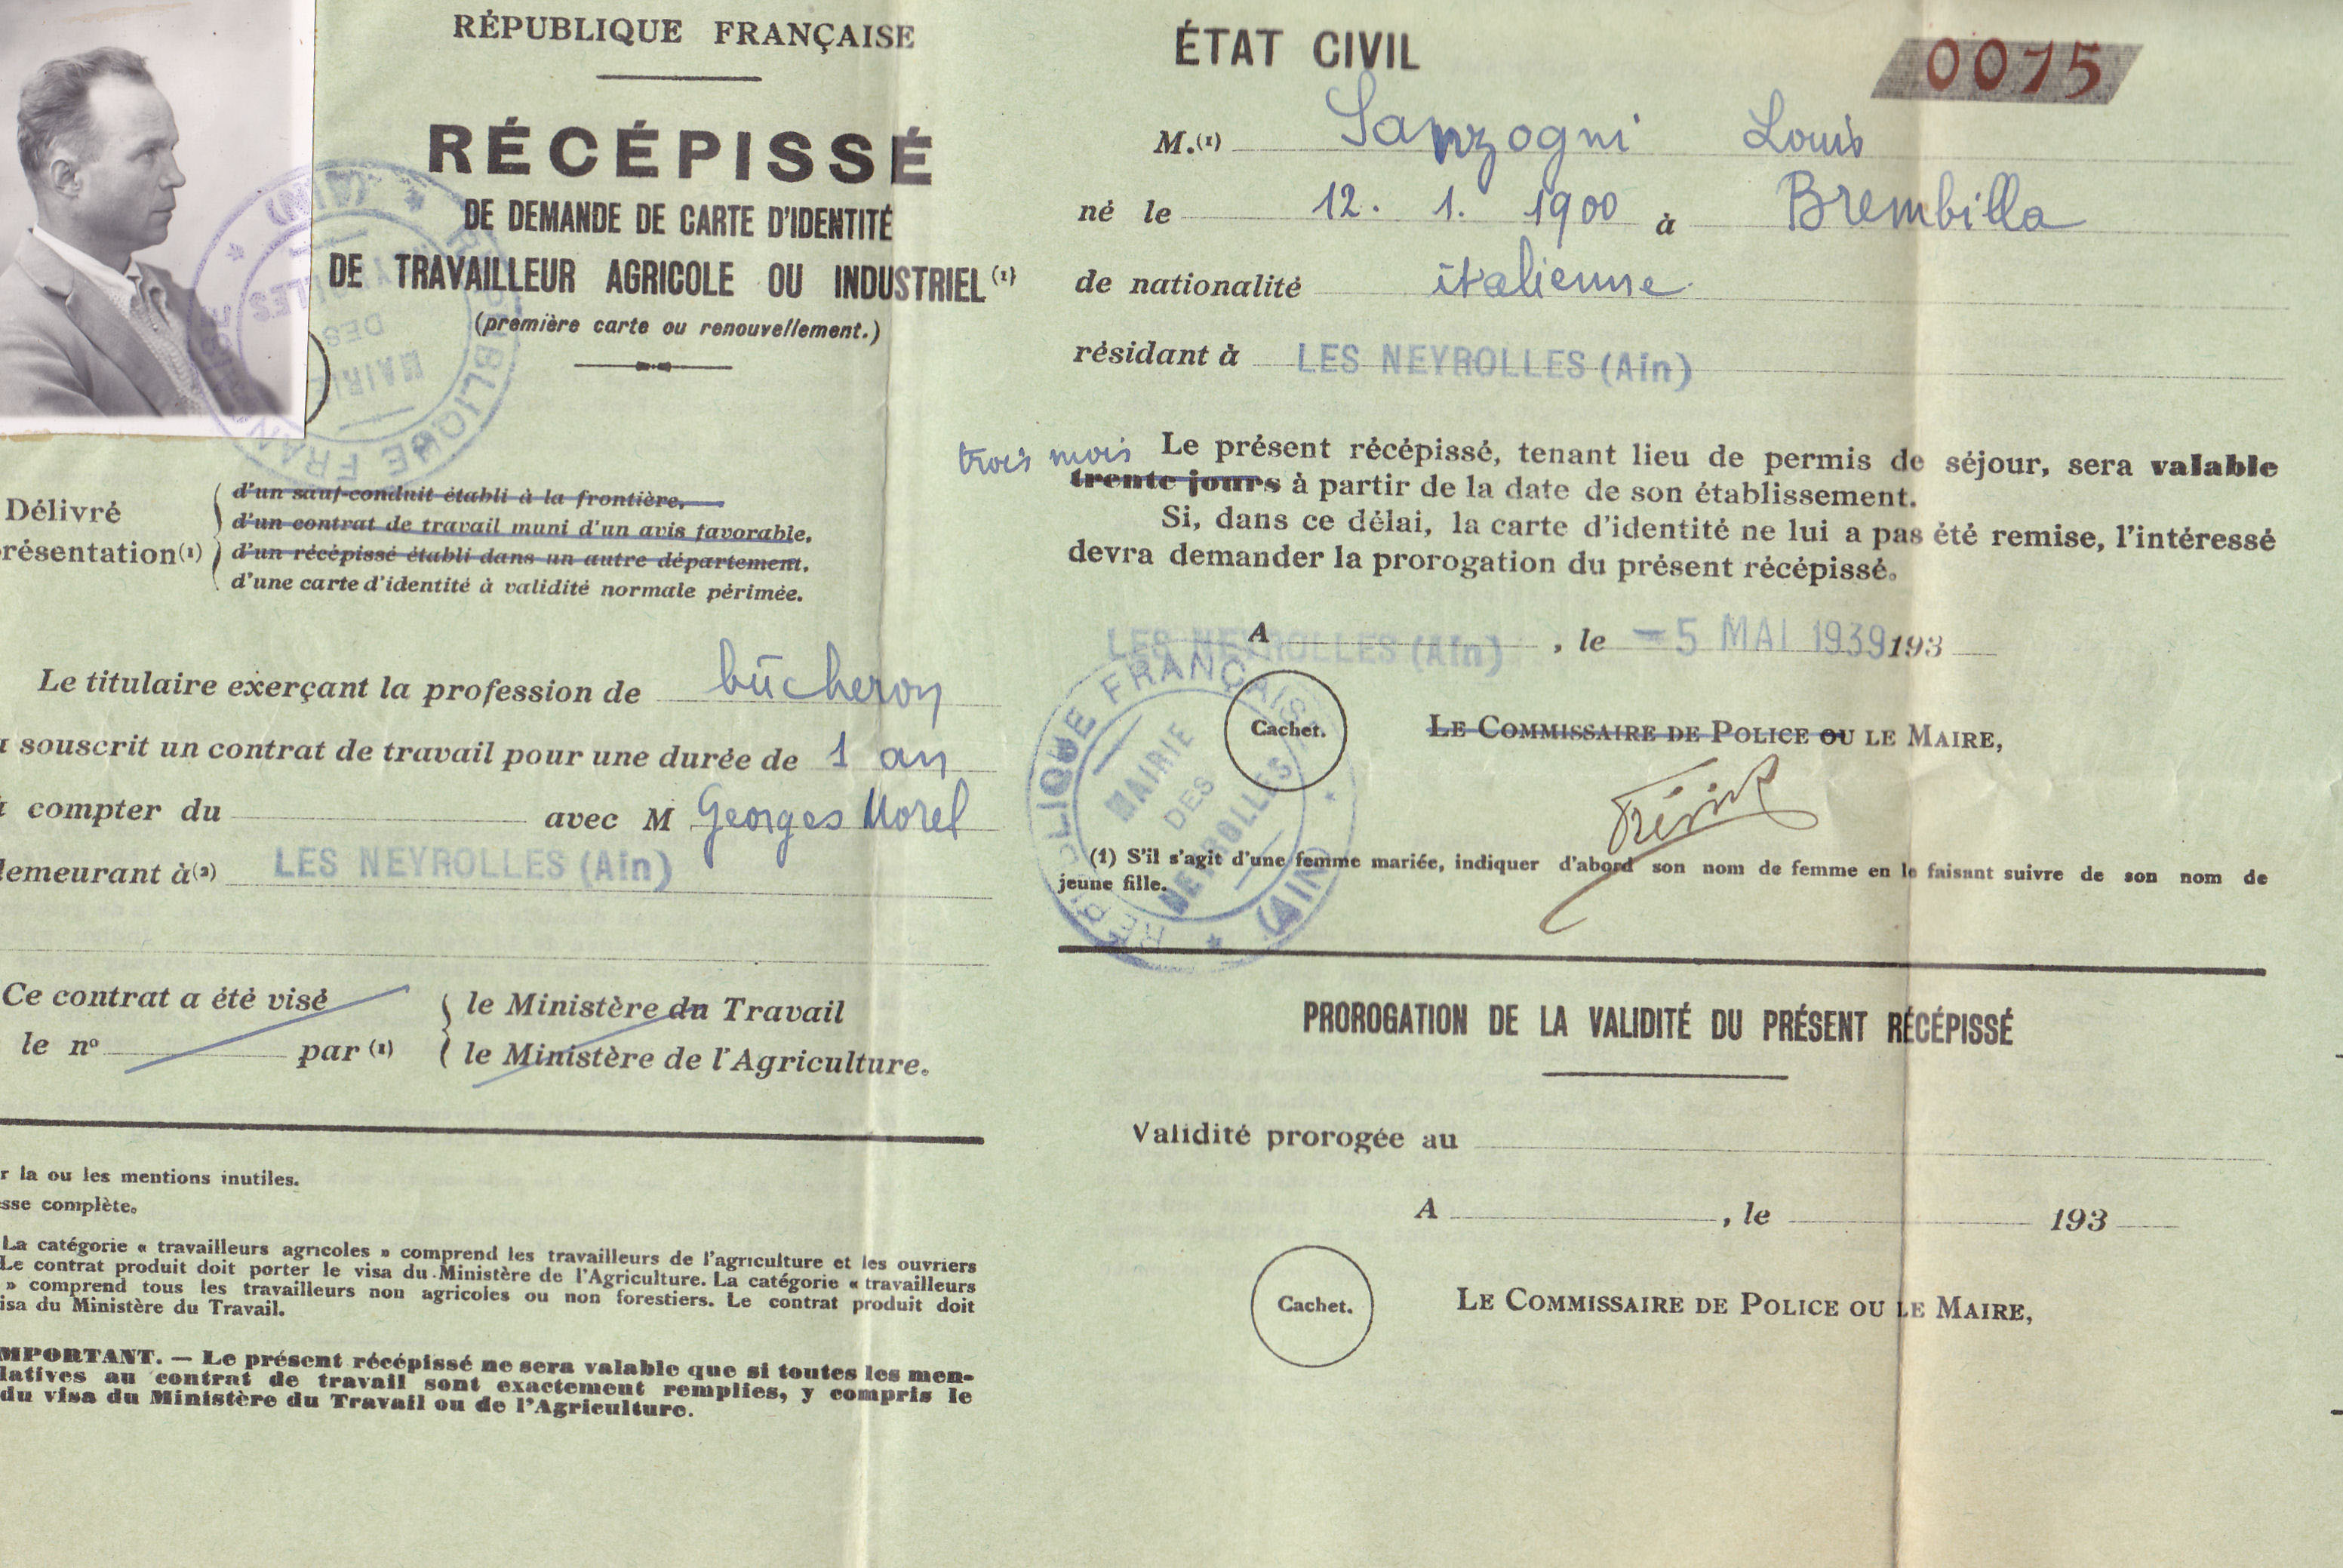 RÉPUBLIQUE FRANÇAISE
RÉCÉPISSÉ
DE DEMANDE DE CARTE D'IDENTITÉ
DE TRAVAILLEUR AGRICOLE OU INDUSTRIEL (1)
(première carte ou renouvellement.)
MAIRIE DES NEYROLLES
RÉPUBLIQUE FRANÇAISE
(AIN)
Délivré
résentation(1)
d'un sauf-conduit établi à la frontière.
d'un contrat de travail muni d'un avis favorable.
d'un récépissé établi dans un autre département.
d'une carte d'identité à validité normale périmée.
Le titulaire exerçant la profession de bûcheron
a souscrit un contrat de travail pour une durée de 1 an
à compter du avec M Georges Morel
demeurant à(2) LES NEYROLLES (Ain)
Ce contrat a été visé
le nº par (1)
le Ministère du Travail
le Ministère de l'Agriculture.
r la ou les mentions inutiles.
sse complète.
La catégorie « travailleurs agricoles » comprend les travailleurs de l'agriculture et les ouvriers
Le contrat produit doit porter le visa du Ministère de l'Agriculture. La catégorie « travailleurs
» comprend tous les travailleurs non agricoles ou non forestiers. Le contrat produit doit
isa du Ministère du Travail.
MPORTANT. — Le présent récépissé ne sera valable que si toutes les men-
latives au contrat de travail sont exactement remplies, y compris le
du visa du Ministère du Travail ou de l'Agriculture.
ÉTAT CIVIL
0075
M.(1) Sanzogni Louis
né le 12. 1. 1900 à Brembilla
de nationalité italienne
résidant à LES NEYROLLES (Ain)
Le présent récépissé, tenant lieu de permis de séjour, sera valable
trois mois
trente jours à partir de la date de son établissement.
Si, dans ce délai, la carte d'identité ne lui a pas été remise, l'intéressé
devra demander la prorogation du présent récépissé.
A LES NEYROLLES (Ain), le -5 MAI 1939 193
Cachet.
RÉPUBLIQUE FRANÇAISE
MAIRIE
DES
NEYROLLES
(AIN)
LE COMMISSAIRE DE POLICE OU LE MAIRE,
(1) S'il s'agit d'une femme mariée, indiquer d'abord son nom de femme en le faisant suivre de son nom de
jeune fille.
PROROGATION DE LA VALIDITÉ DU PRÉSENT RÉCÉPISSÉ
Validité prorogée au
A , le 193
Cachet.
LE COMMISSAIRE DE POLICE OU LE MAIRE,